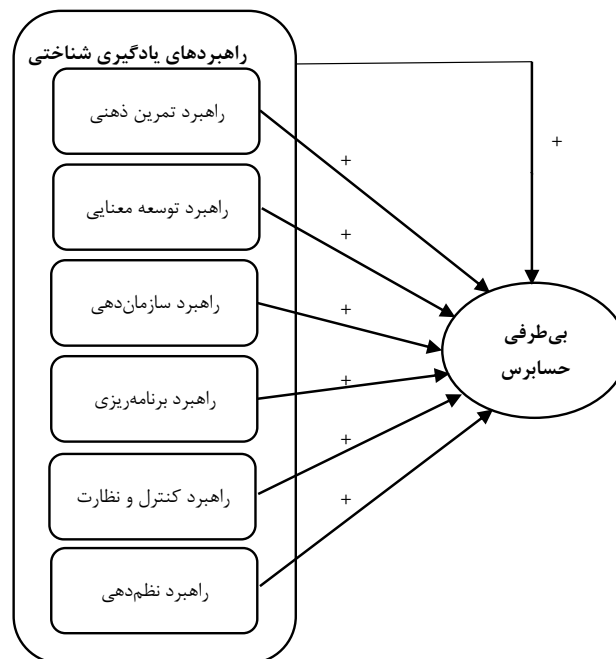 راهبردهای یادگیری شناختی
راهبرد تمرین ذهنی
+
+
راهبرد توسعه معنایی
+
راهبرد سازمان‌دهی
+
بی‌طرفی
حسابرس
راهبرد برنامه‌ریزی
+
راهبرد کنترل و نظارت
+
+
راهبرد نظم‌دهی